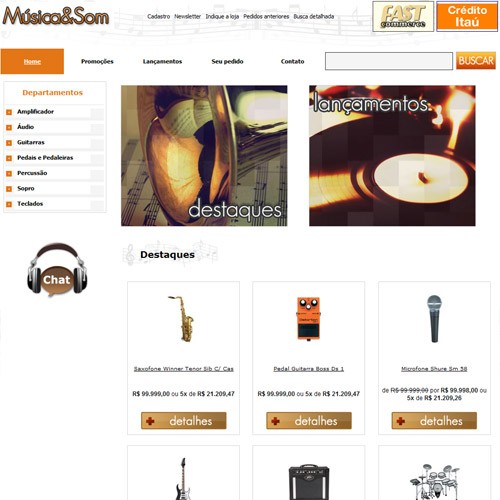 Música&Som
Cadastro Newsletter Indique a loja Pedidos anteriores Busca detalhada
FAST commerce
Crédito Itaú
Home Promoções Lançamentos Seu pedido Contato
BUSCAR
Departamentos
Amplificador
Áudio
Guitarras
Pedais e Pedaleiras
Percussão
Sopro
Teclados
destaques
lançamentos
Chat
Destaques
Saxofone Winner Tenor Sib C/ Cas
R$ 99.999,00 ou 5x de R$ 21.209,47
detalhes
Pedal Guitarra Boss Ds 1
R$ 99.999,00 ou 5x de R$ 21.209,47
detalhes
Microfone Shure Sm 58
de R$ 99.999,00 por R$ 99.998,00 ou
5x de R$ 21.209,26
detalhes